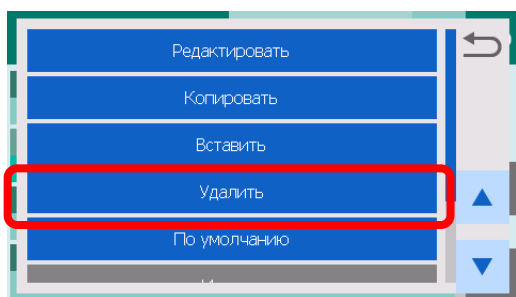 Редактировать
Копировать
Вставить
Удалить
По умолчанию